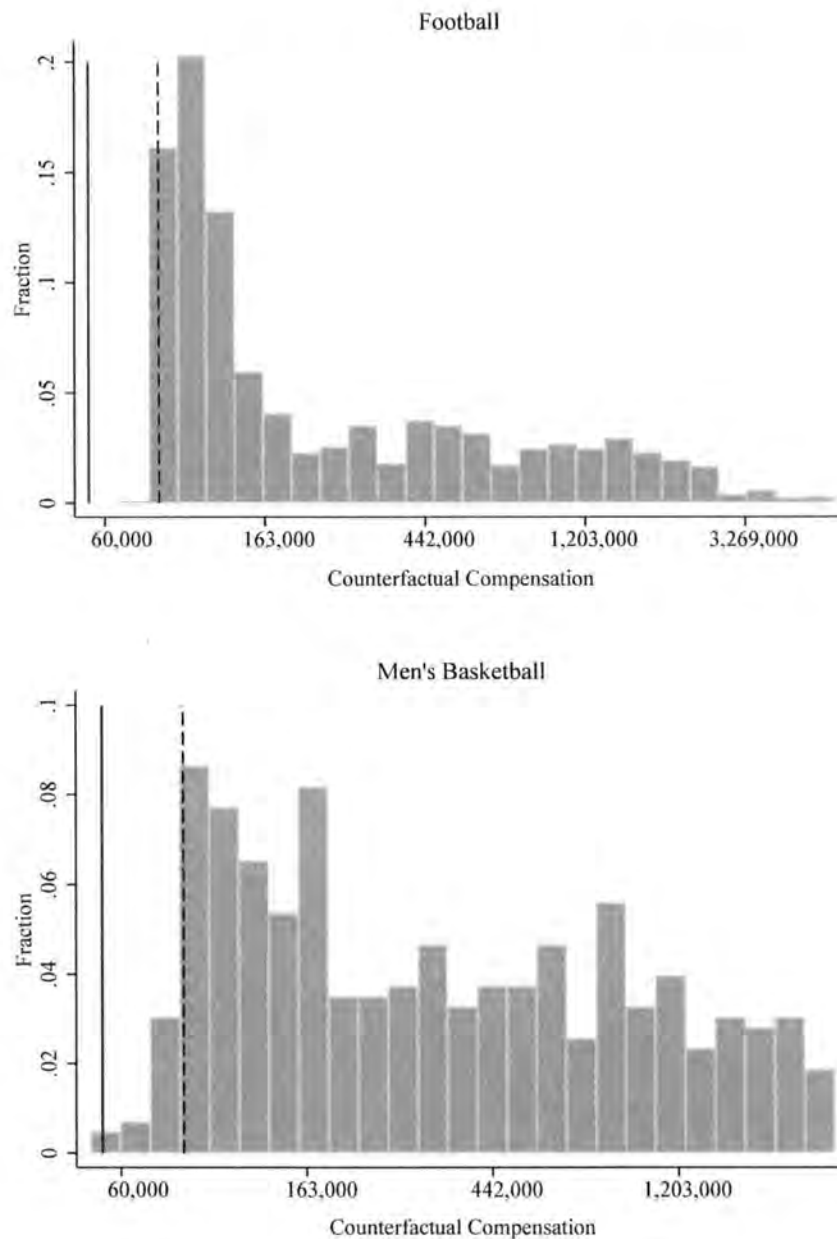 Football
Fraction
.2
.15
.1
.05
0
60,000 163,000 442,000 1,203,000 3,269,000
Counterfactual Compensation
Men's Basketball
Fraction
.1
.08
.06
.04
.02
0
60,000 163,000 442,000 1,203,000
Counterfactual Compensation